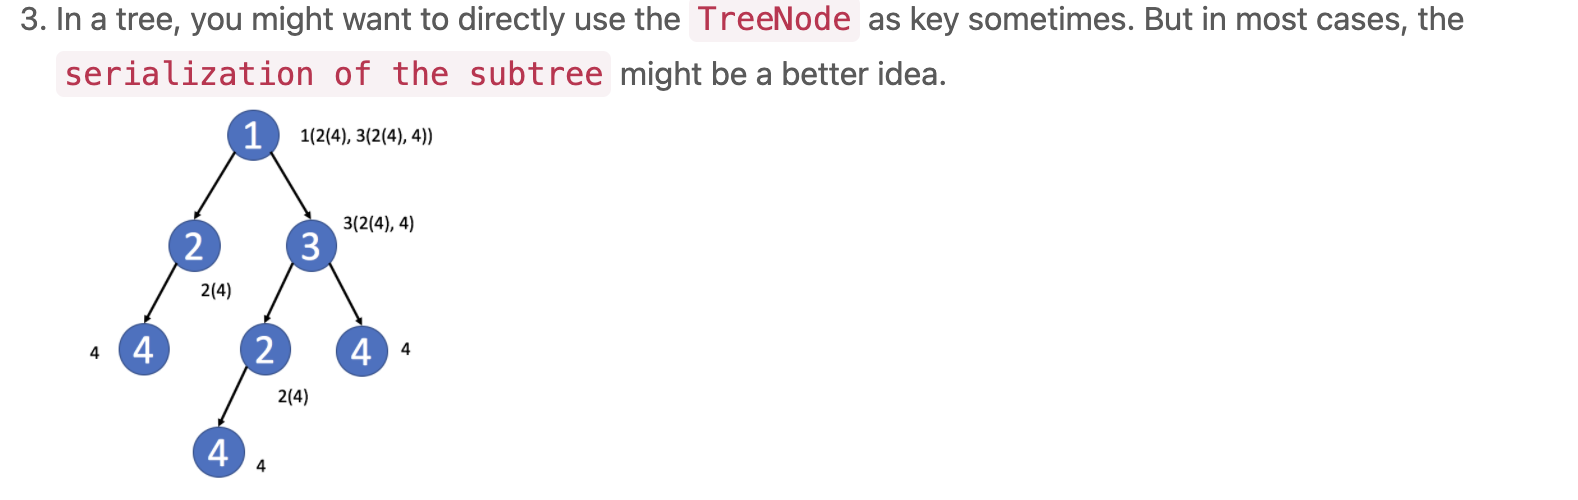 3. In a tree, you might want to directly use the TreeNode as key sometimes. But in most cases, the
serialization of the subtree might be a better idea.
1 1(2(4), 3(2(4), 4))
3(2(4), 4)
2 3
2(4)
4 4 2 4 4
2(4)
4 4